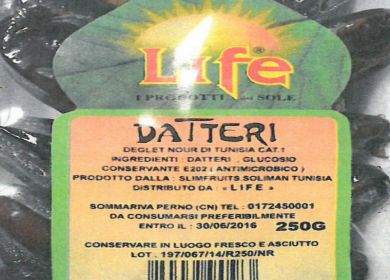 Life®
I PRODOTTI del SOLE
DATTERI
DEGLET NOUR DI TUNISIA CAT.1
INGREDIENTI : DATTERI , GLUCOSIO
CONSERVANTE E202 ( ANTIMICROBICO )
PRODOTTO DALLA : SLIMFRUITS.SOLIMAN TUNISIA
DISTRIBUTO DA : « LIFE »
SOMMARIVA PERNO (CN) TEL : 0172450001
DA CONSUMARSI PREFERIBILMENTE
ENTRO IL : 30/06/2016 250G
CONSERVARE IN LUOGO FRESCO E ASCIUTTO
LOT : 197/067/14/R250/NR